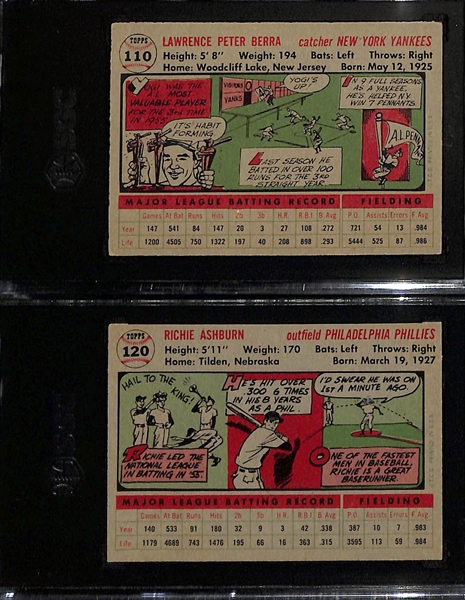 TOPPS
110
LAWRENCE PETER BERRA catcher NEW YORK YANKEES
Height: 5' 8" Weight: 194 Bats: Left Throws: Right
Home: Woodcliff Lake, New Jersey Born: May 12, 1925
YOGI WAS THE A.L. MOST VALUABLE PLAYER FOR THE 3RD TIME IN 1955.
IT'S HABIT FORMING
VISITORS
YANKS
YOGI'S UP!
LAST SEASON HE BATTED IN OVER 100 RUNS FOR THE 3RD STRAIGHT YEAR.
IN 9 FULL SEASONS AS A YANKEE, HE'S HELPED N.Y. WIN 7 PENNANTS.
A.L. PENNANT
MAJOR LEAGUE BATTING RECORD FIELDING
Games At Bat Runs Hits 2b 3b H.R. R.B.I. B. Avg P.O. Assists Errors F. Avg
Year 147 541 84 147 20 3 27 108 .272 721 54 13 .984
Life 1200 4505 750 1322 197 40 208 898 .293 5444 525 87 .986
TOPPS
120
RICHIE ASHBURN outfield PHILADELPHIA PHILLIES
Height: 5'11" Weight: 170 Bats: Left Throws: Right
Home: Tilden, Nebraska Born: March 19, 1927
HAIL TO THE KING!
RICHIE LED THE NATIONAL LEAGUE IN BATTING IN '55.
HE'S HIT OVER .300 6 TIMES IN HIS 8 YEARS AS A PHIL.
I'D SWEAR HE WAS ON 1ST A MINUTE AGO.
ONE OF THE FASTEST MEN IN BASEBALL, RICHIE IS A GREAT BASERUNNER.
MAJOR LEAGUE BATTING RECORD FIELDING
Games At Bat Runs Hits 2b 3b H.R. R.B.I. B. Avg P.O. Assists Errors F. Avg
Year 140 533 91 180 32 9 3 42 .338 387 10 7 .983
Life 1179 4689 743 1476 195 66 16 363 .315 3595 113 59 .984